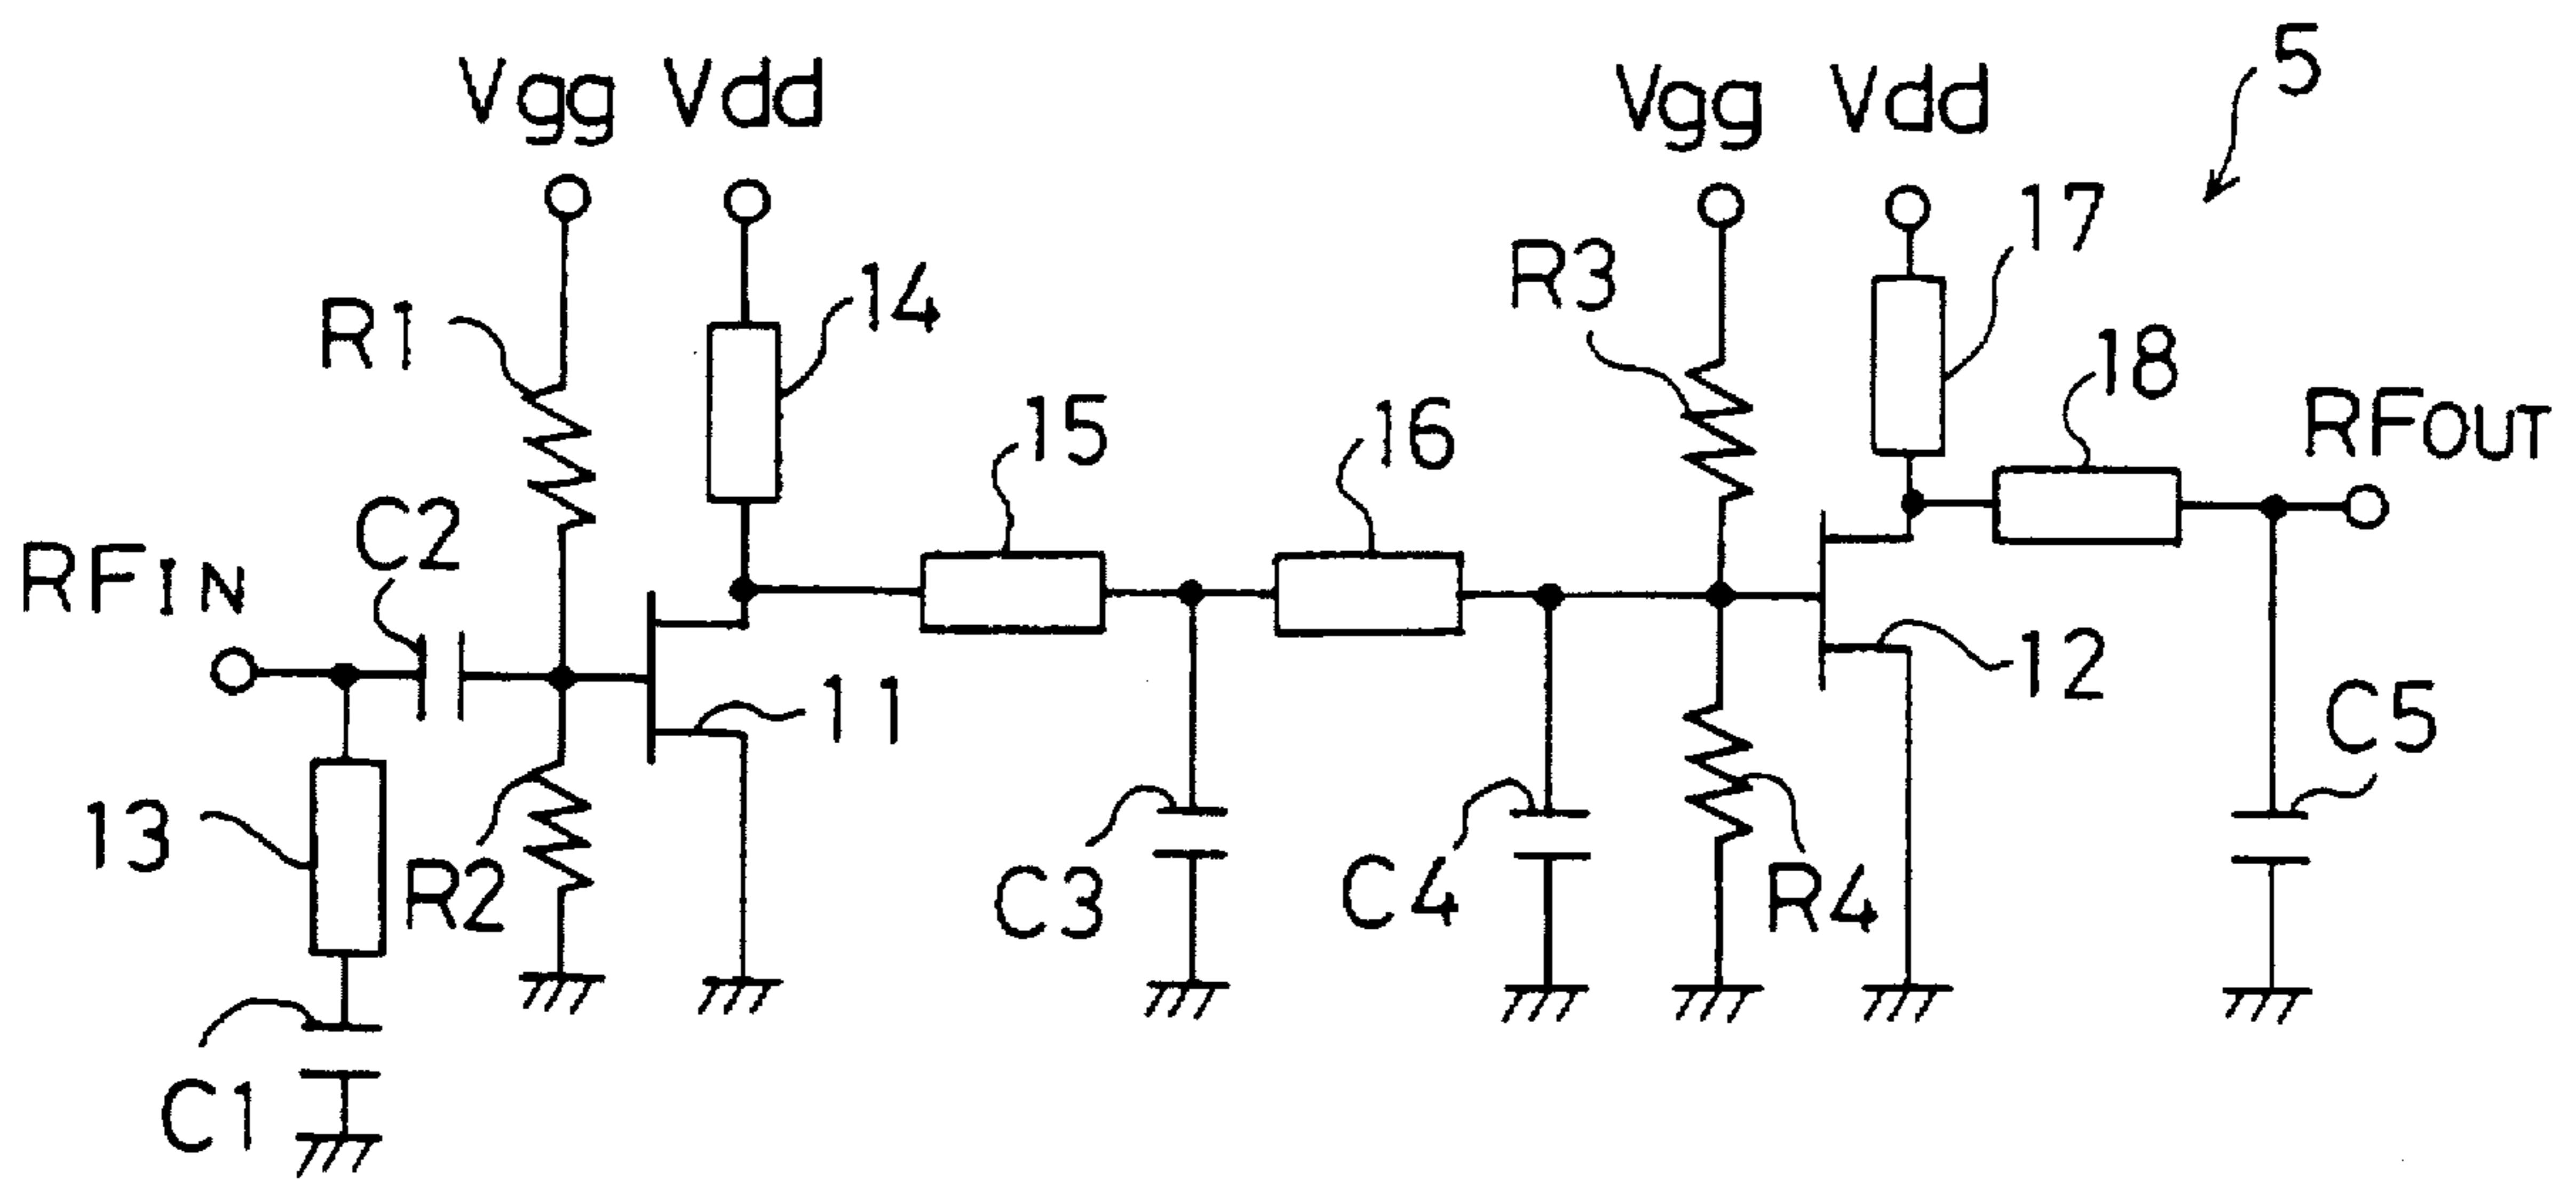 5
Vgg Vdd Vgg Vdd
17
R3
14
R1
18
15
16
RFOUT
C2
RFIN
12
11
C5
13
R2
C3
C4
R4
C1